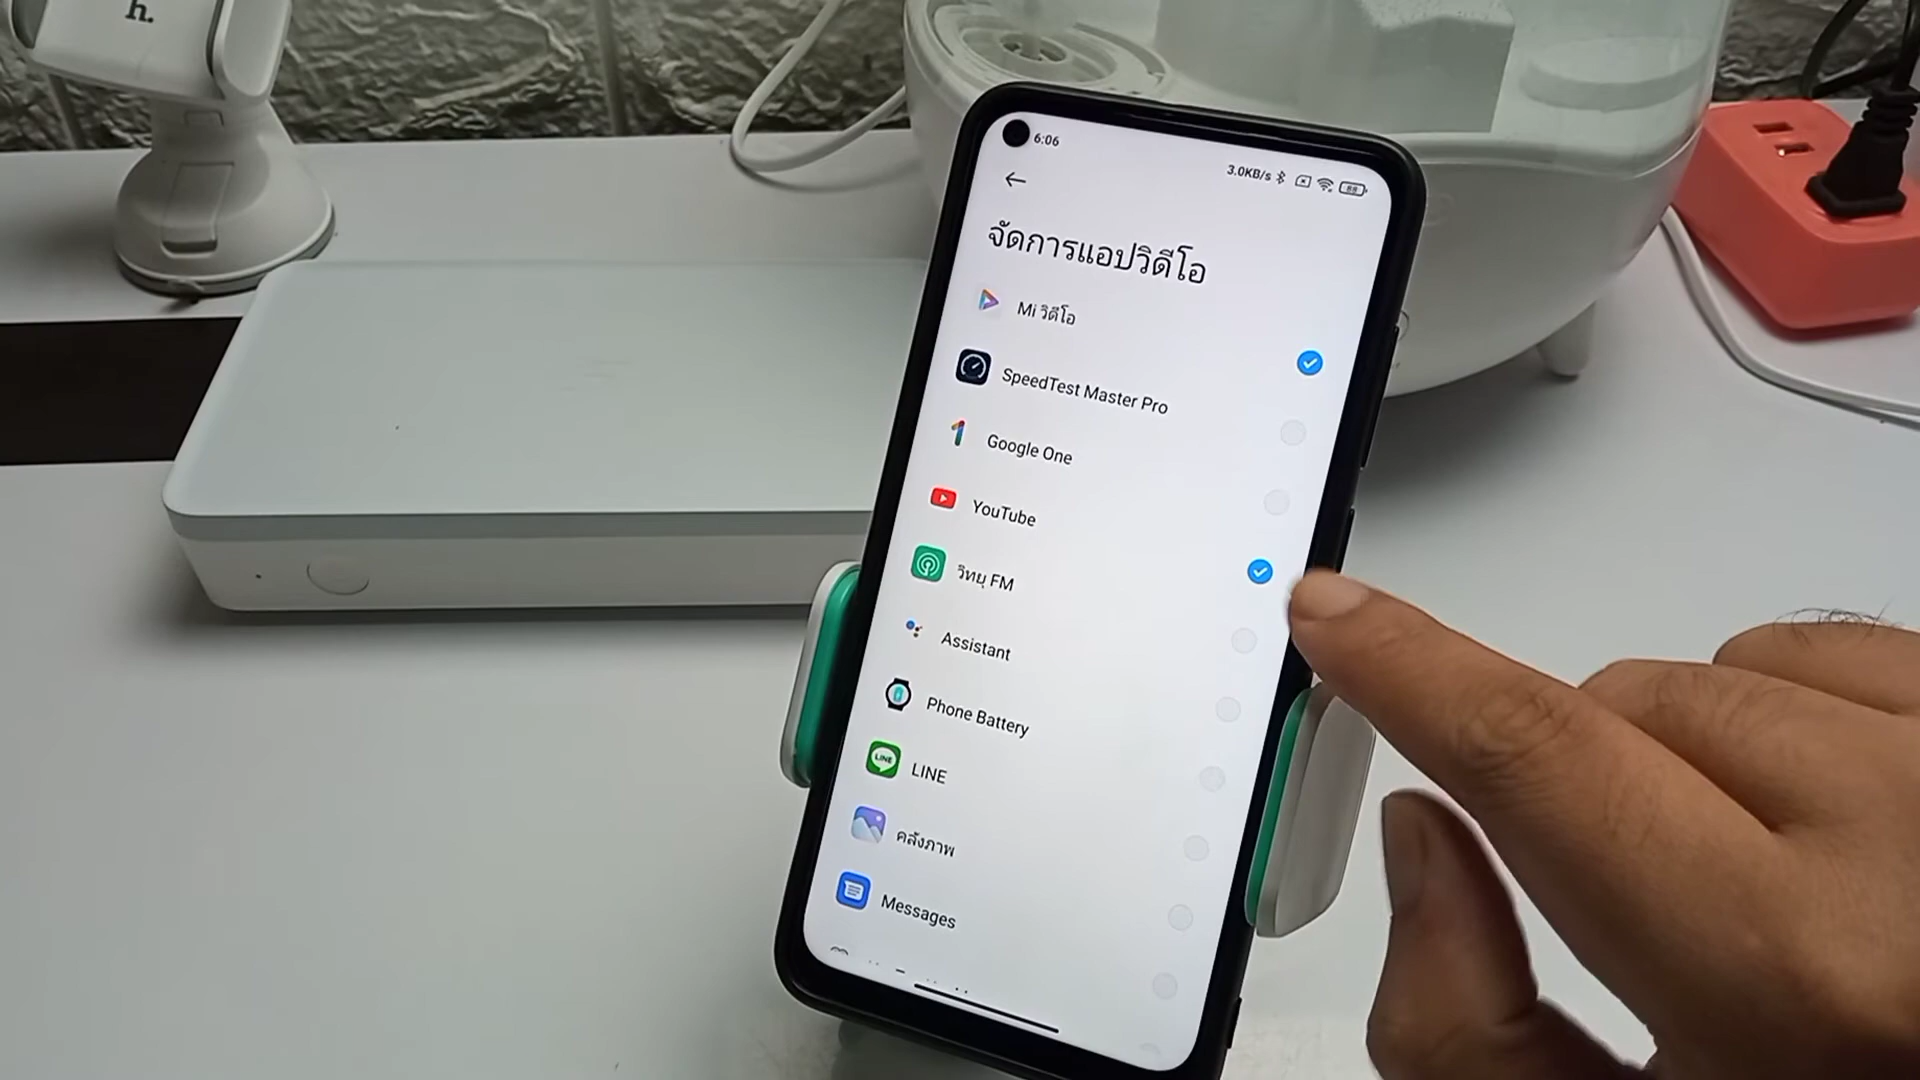 h.
6:06
3.0KB/s
88
จัดการแอปวิดีโอ
Mi วิดีโอ
SpeedTest Master Pro
Google One
YouTube
วิทยุ FM
Assistant
Phone Battery
LINE
LINE
คลังภาพ
Messages